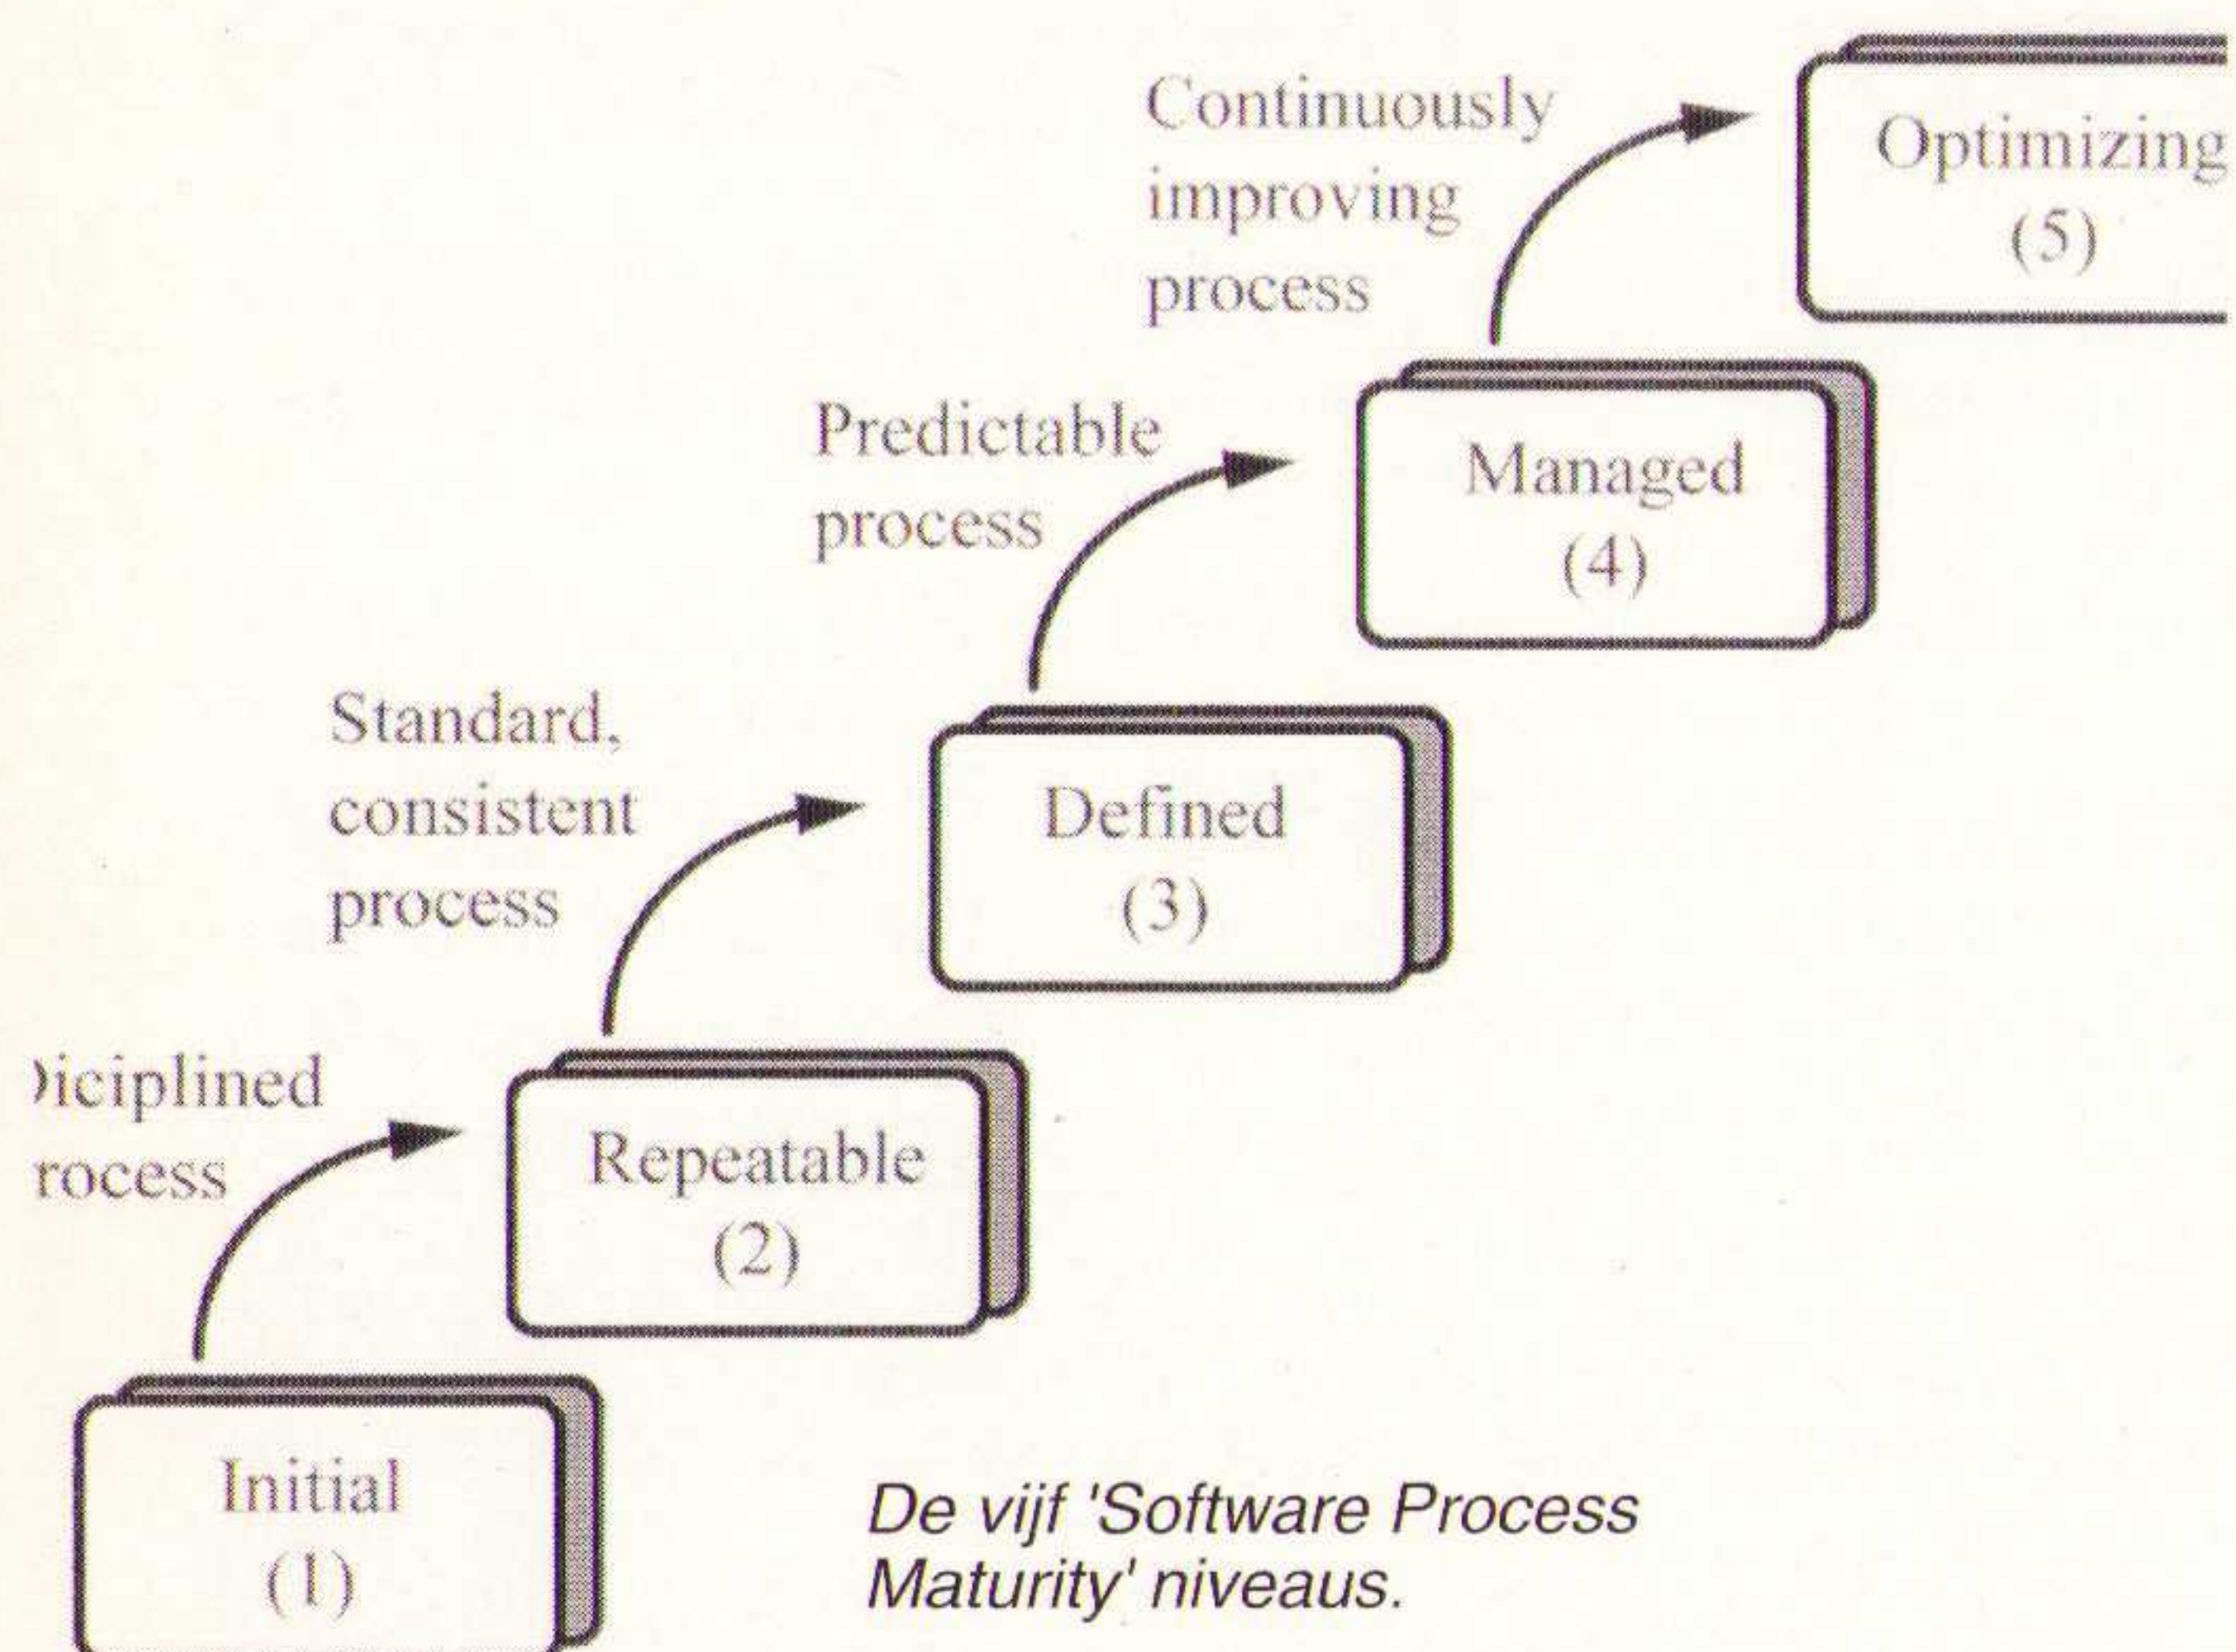 Continuously
improving
process
Optimizing
(5)
Predictable
process
Managed
(4)
Standard,
consistent
process
Defined
(3)
iciplined
rocess
Repeatable
(2)
Initial
(1)
De vijf 'Software Process
Maturity' niveaus.